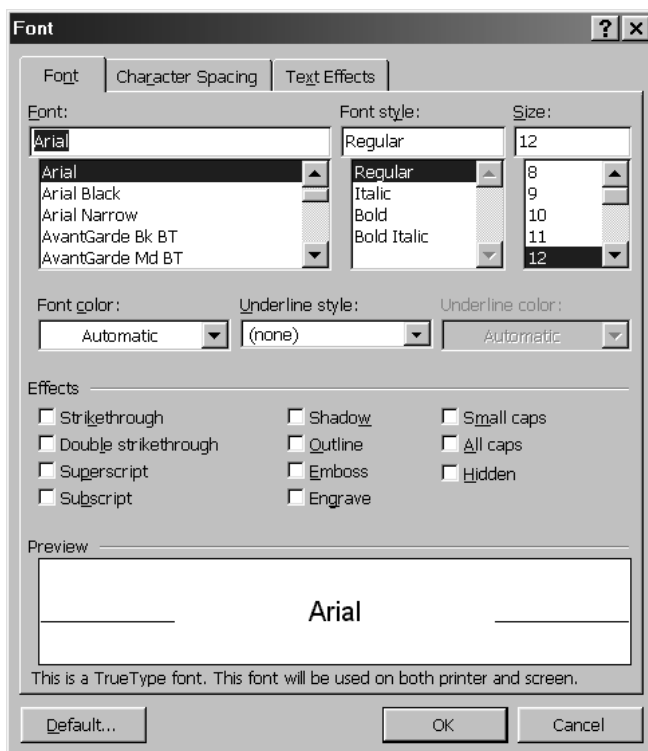 Font
Font Character Spacing Text Effects
Font: Font style: Size:
Arial Regular 12
Arial Regular 8
Arial Black Italic 9
Arial Narrow Bold 10
AvantGarde Bk BT Bold Italic 11
AvantGarde Md BT 12
Font color: Underline style: Underline color:
Automatic (none) Automatic
Effects
Strikethrough Shadow Small caps
Double strikethrough Outline All caps
Superscript Emboss Hidden
Subscript Engrave
Preview
Arial
This is a TrueType font. This font will be used on both printer and screen.
Default... OK Cancel